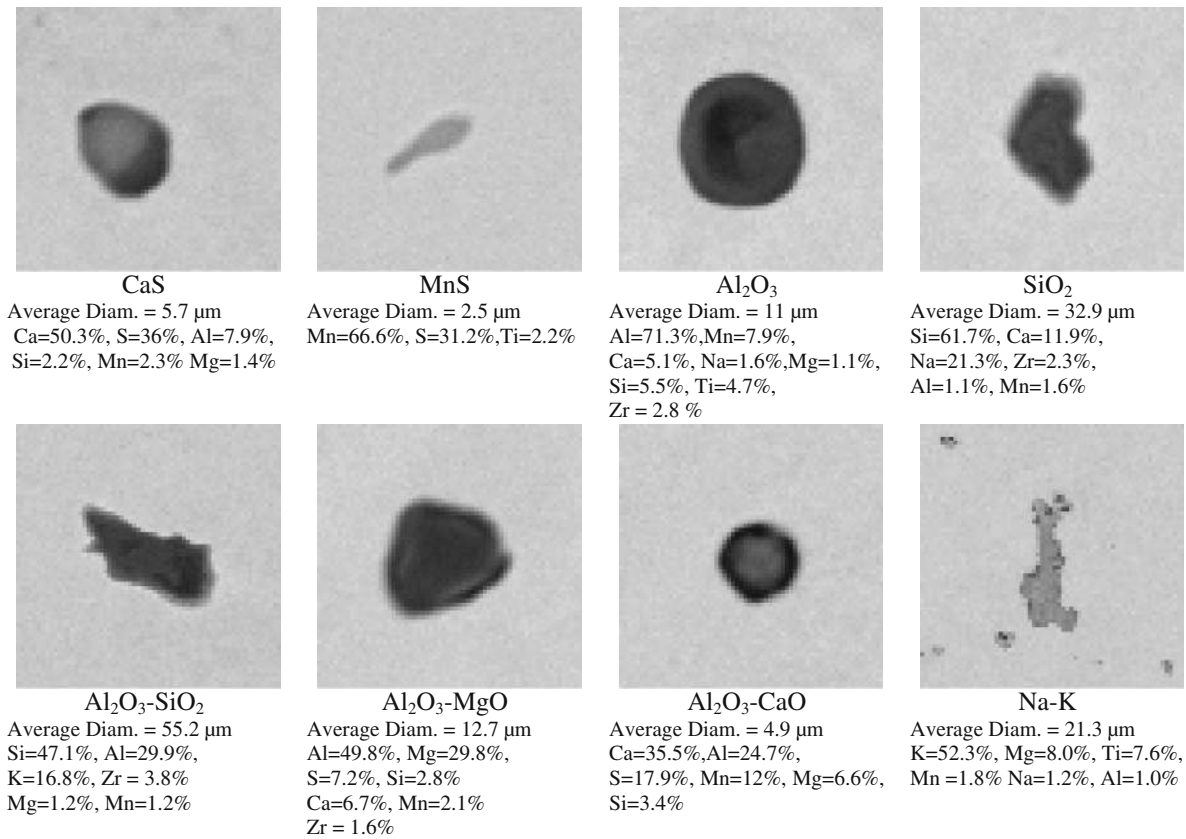 CaS
Average Diam. = 5.7 µm
Ca=50.3%, S=36%, Al=7.9%,
Si=2.2%, Mn=2.3% Mg=1.4%
MnS
Average Diam. = 2.5 µm
Mn=66.6%, S=31.2%,Ti=2.2%
Al₂O₃
Average Diam. = 11 µm
Al=71.3%,Mn=7.9%,
Ca=5.1%, Na=1.6%,Mg=1.1%,
Si=5.5%, Ti=4.7%,
Zr = 2.8 %
SiO₂
Average Diam. = 32.9 µm
Si=61.7%, Ca=11.9%,
Na=21.3%, Zr=2.3%,
Al=1.1%, Mn=1.6%
Al₂O₃-SiO₂
Average Diam. = 55.2 µm
Si=47.1%, Al=29.9%,
K=16.8%, Zr = 3.8%
Mg=1.2%, Mn=1.2%
Al₂O₃-MgO
Average Diam. = 12.7 µm
Al=49.8%, Mg=29.8%,
S=7.2%, Si=2.8%
Ca=6.7%, Mn=2.1%
Zr = 1.6%
Al₂O₃-CaO
Average Diam. = 4.9 µm
Ca=35.5%,Al=24.7%,
S=17.9%, Mn=12%, Mg=6.6%,
Si=3.4%
Na-K
Average Diam. = 21.3 µm
K=52.3%, Mg=8.0%, Ti=7.6%,
Mn =1.8% Na=1.2%, Al=1.0%